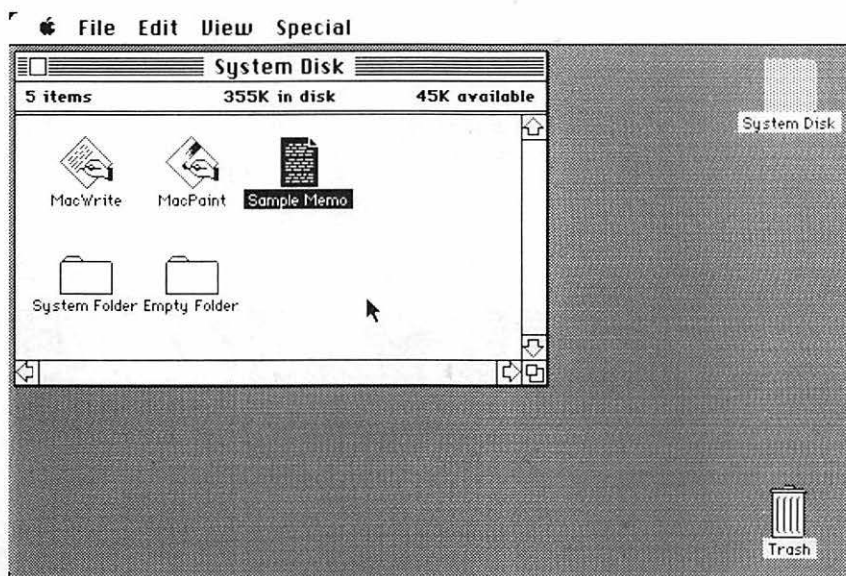 File Edit View Special
System Disk
5 items 355K in disk 45K available
System Disk
MacWrite MacPaint Sample Memo
System Folder Empty Folder
Trash